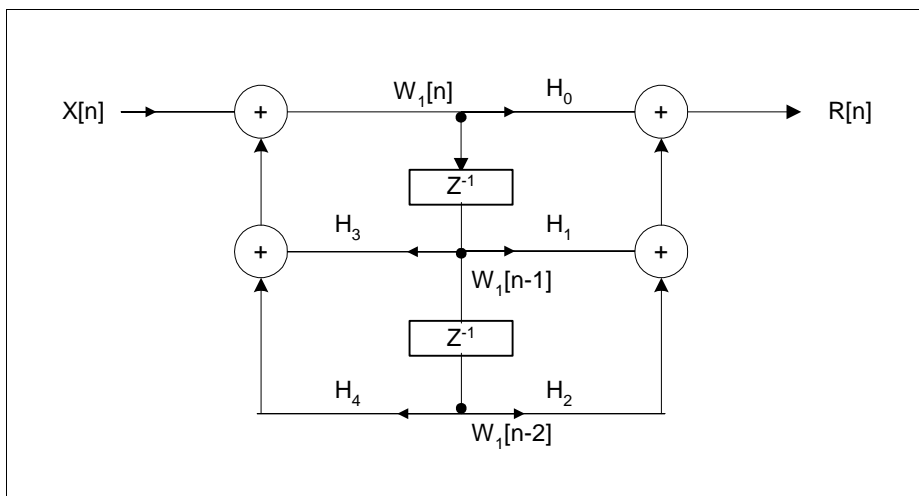 X[n] + W₁[n] H₀ + R[n]
Z⁻¹
+ H₃ H₁ +
W₁[n-1]
Z⁻¹
H₄ H₂
W₁[n-2]